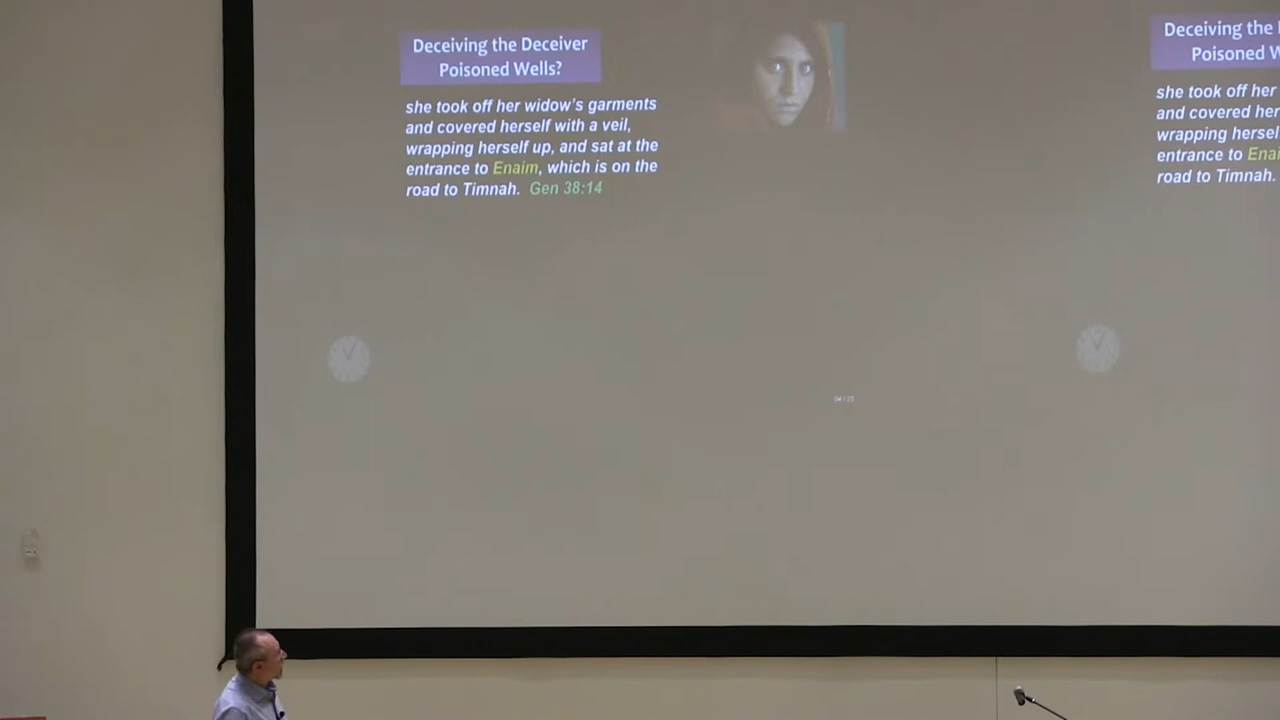 Deceiving the Deceiver
Poisoned Wells?
she took off her widow's garments
and covered herself with a veil,
wrapping herself up, and sat at the
entrance to Enaim, which is on the
road to Timnah. Gen 38:14
Deceiving the
Poisoned
she took off her
and covered her
wrapping
entrance to
road to Timnah.